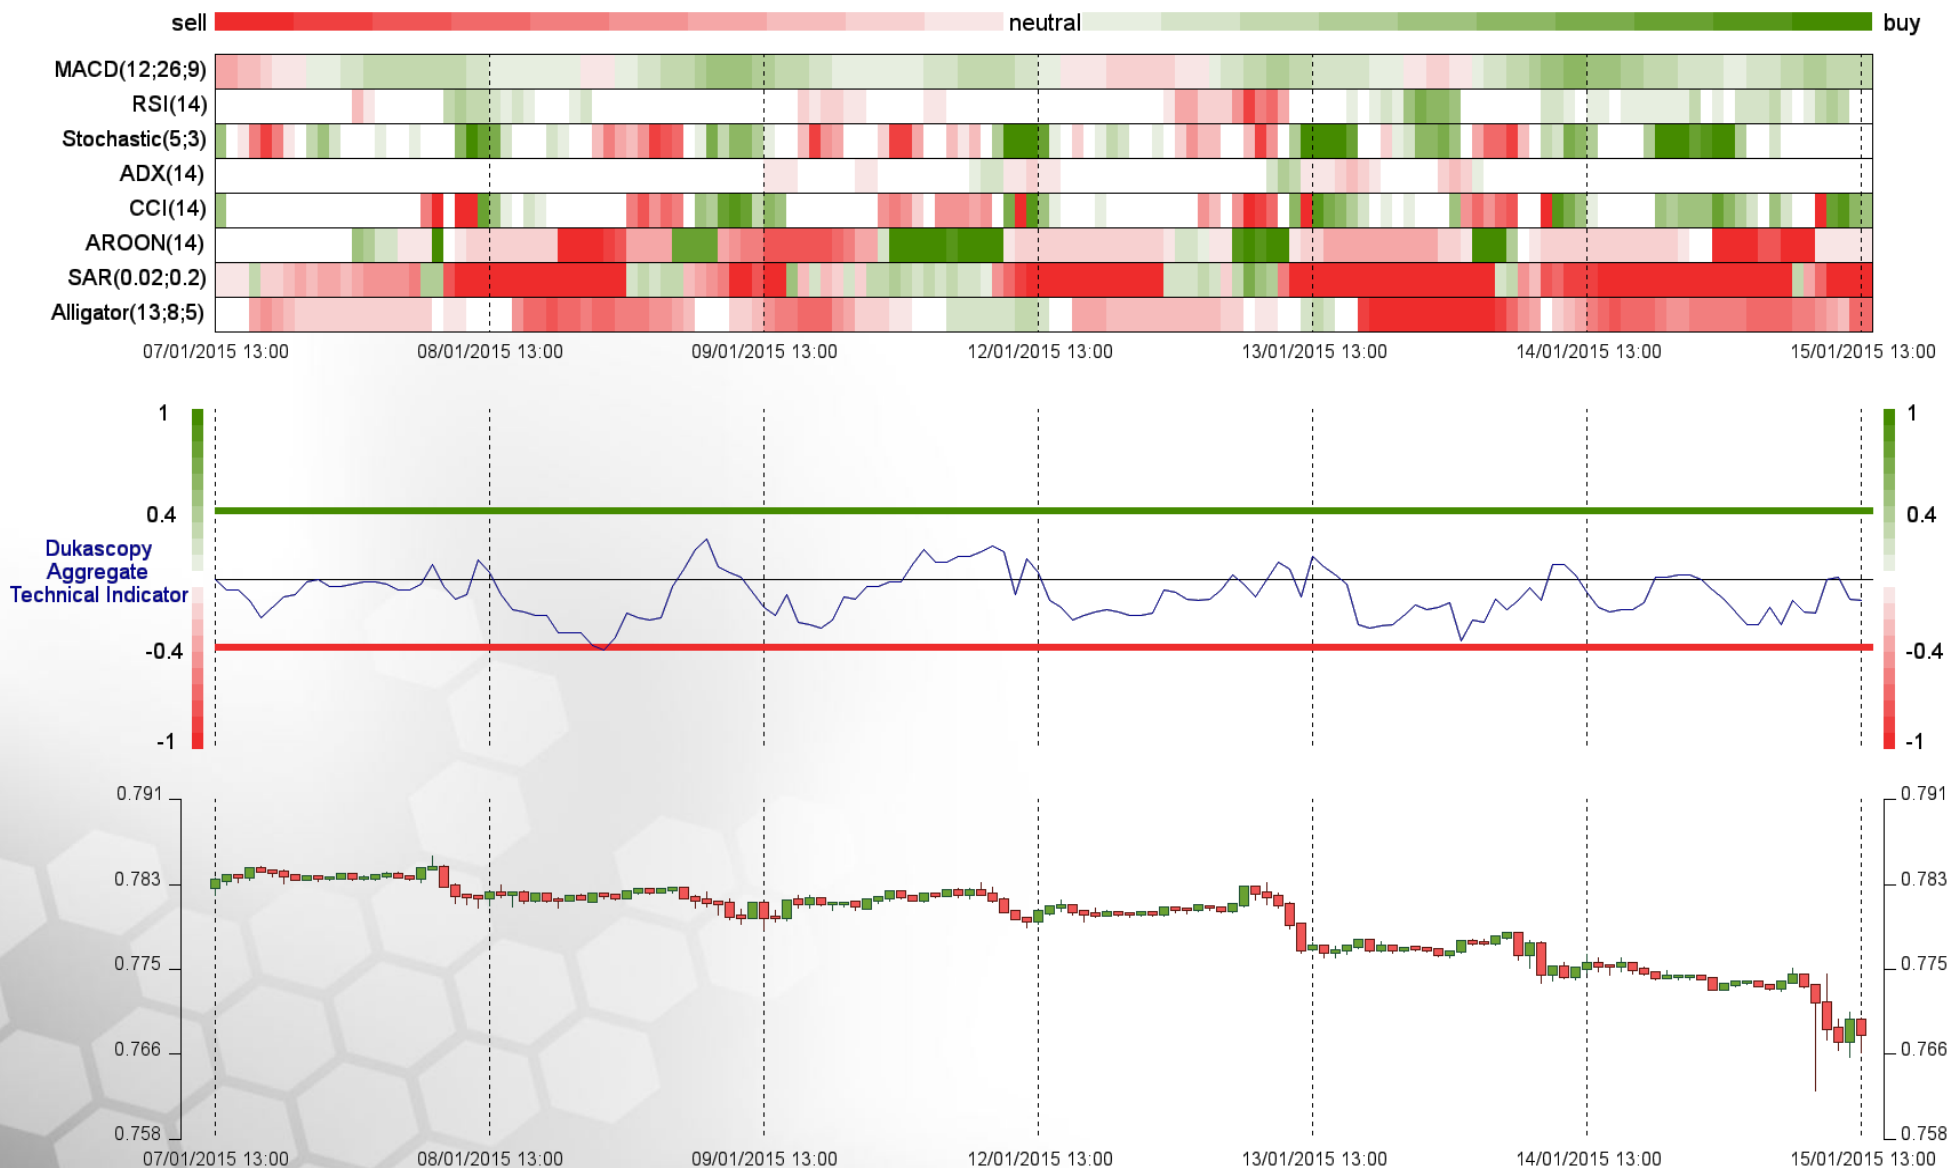 sell neutral buy
MACD(12;26;9)
RSI(14)
Stochastic(5;3)
ADX(14)
CCI(14)
AROON(14)
SAR(0.02;0.2)
Alligator(13;8;5)
07/01/2015 13:00 08/01/2015 13:00 09/01/2015 13:00 12/01/2015 13:00 13/01/2015 13:00 14/01/2015 13:00 15/01/2015 13:00
1 1
0.4 0.4
Dukascopy
Aggregate
Technical Indicator
-0.4 -0.4
-1 -1
0.791 0.791
0.783 0.783
0.775 0.775
0.766 0.766
0.758 0.758
07/01/2015 13:00 08/01/2015 13:00 09/01/2015 13:00 12/01/2015 13:00 13/01/2015 13:00 14/01/2015 13:00 15/01/2015 13:00